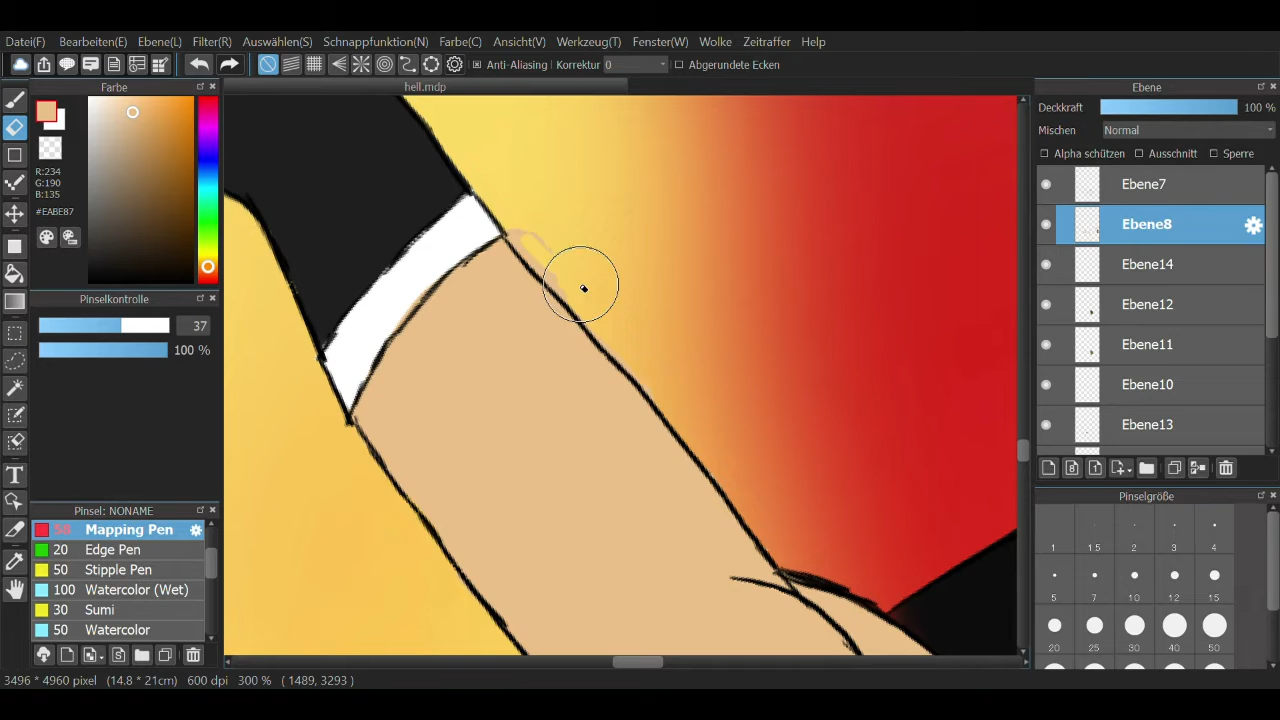 Datei(F) Bearbeiten(E) Ebene(L) Filter(R) Auswählen(S) Schnappfunktion(N) Farbe(C) Ansicht(V) Werkzeug(T) Fenster(W) Wolke Zeitraffer Help
Anti-Aliasing Korrektur 0 Abgerundete Ecken
Farbe
hell.mdp
Ebene
R:234
G:190
B:135
#EABE87
Deckkraft 100 %
Mischen Normal
Alpha schützen Ausschnitt Sperre
Ebene7
Ebene8
Ebene14
Ebene12
Ebene11
Ebene10
Ebene13
Pinselkontrolle
37
100 %
Pinsel: NONAME
58 Mapping Pen
20 Edge Pen
50 Stipple Pen
100 Watercolor (Wet)
30 Sumi
50 Watercolor
8 1
S
T
Pinselgröße
1 1.5 2 3 4
5 7 10 12 15
20 25 30 40 50
3496 * 4960 pixel (14.8 * 21cm) 600 dpi 300 % ( 1489, 3293 )